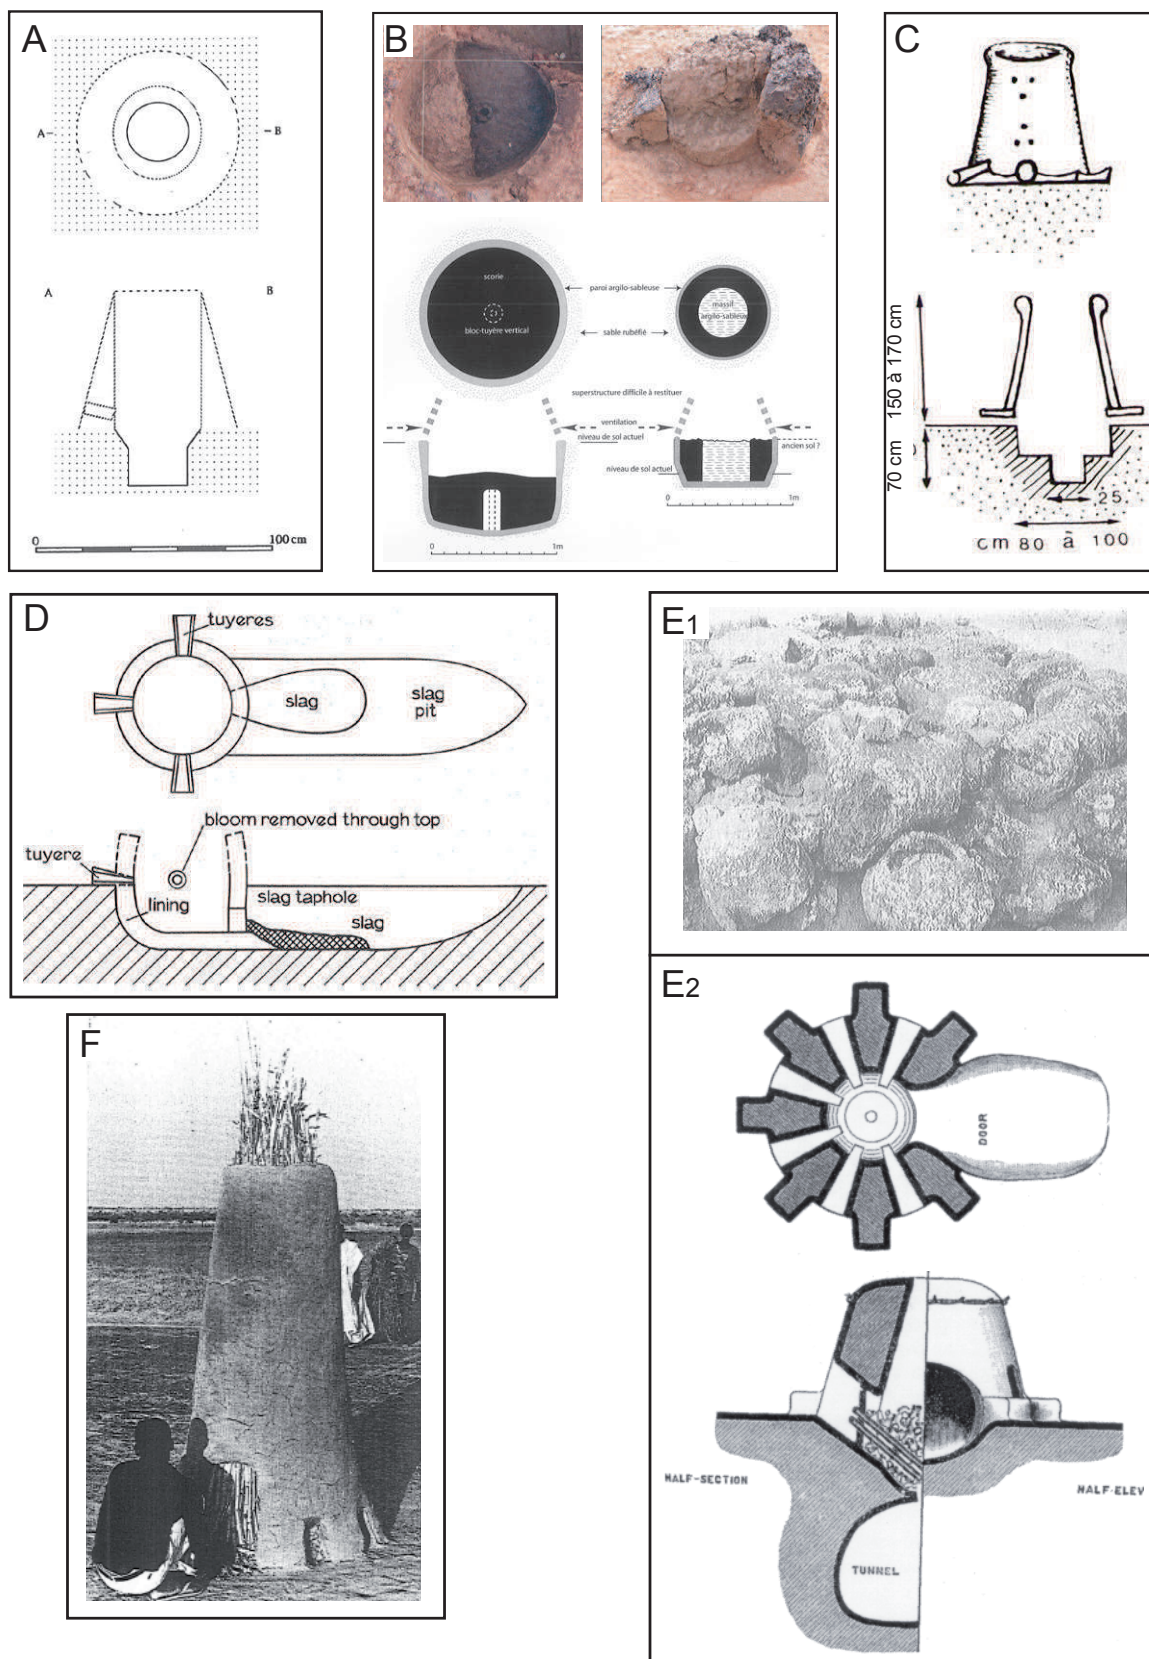 A
A
B
A
B
0
100 cm
B
scorie
bloc-tuyère vertical
paroi argilo-sableuse
sable rubéfié
massif
argilo-sableux
superstructure difficile à restituer
ventilation
niveau de sol actuel
ancien sol ?
niveau de sol actuel
0
1m
0
1m
C
150 à 170 cm
70 cm
25
cm 80 à 100
D
tuyeres
slag
slag
pit
bloom removed through top
tuyere
lining
slag taphole
slag
E1
E2
DOOR
HALF-SECTION
HALF-ELEV
TUNNEL
F